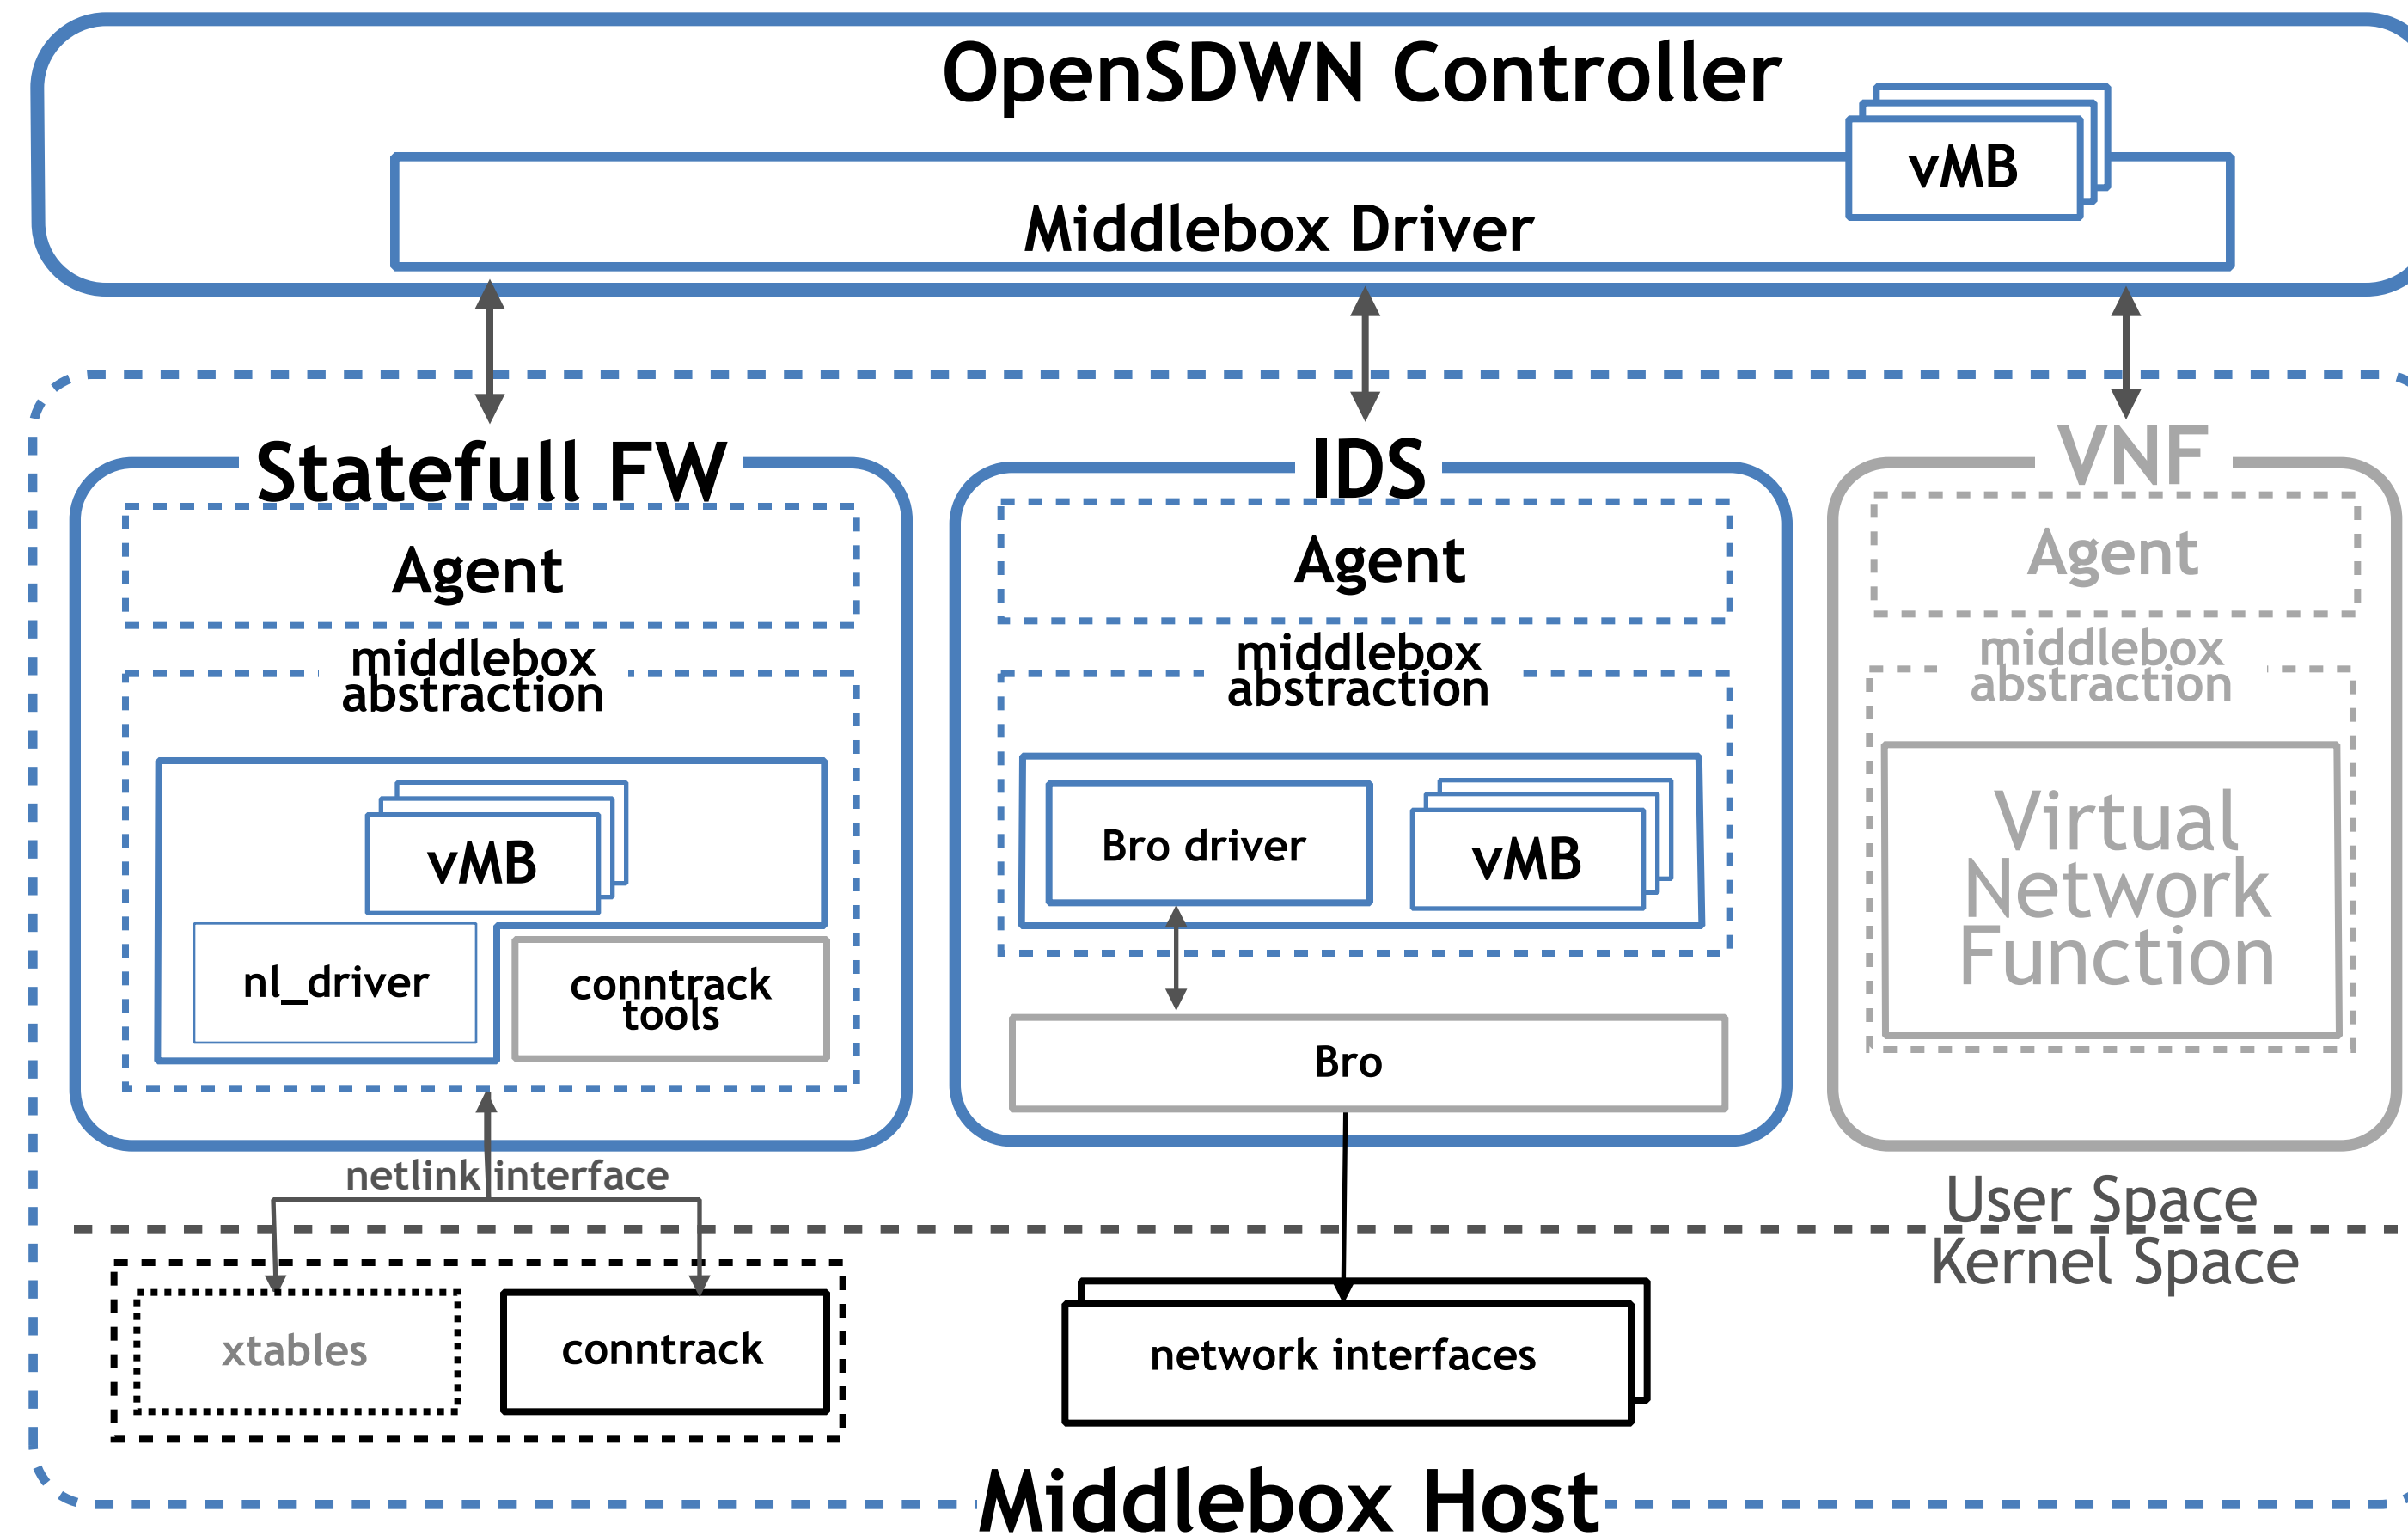 OpenSDWN Controller
vMB
Middlebox Driver
Statefull FW
Agent
middlebox
abstraction
vMB
nl_driver
conntrack
tools
IDS
Agent
middlebox
abstraction
Bro driver
vMB
Bro
VNF
Agent
middlebox
abstraction
Virtual
Network
Function
netlink interface
User Space
Kernel Space
xtables
conntrack
network interfaces
Middlebox Host